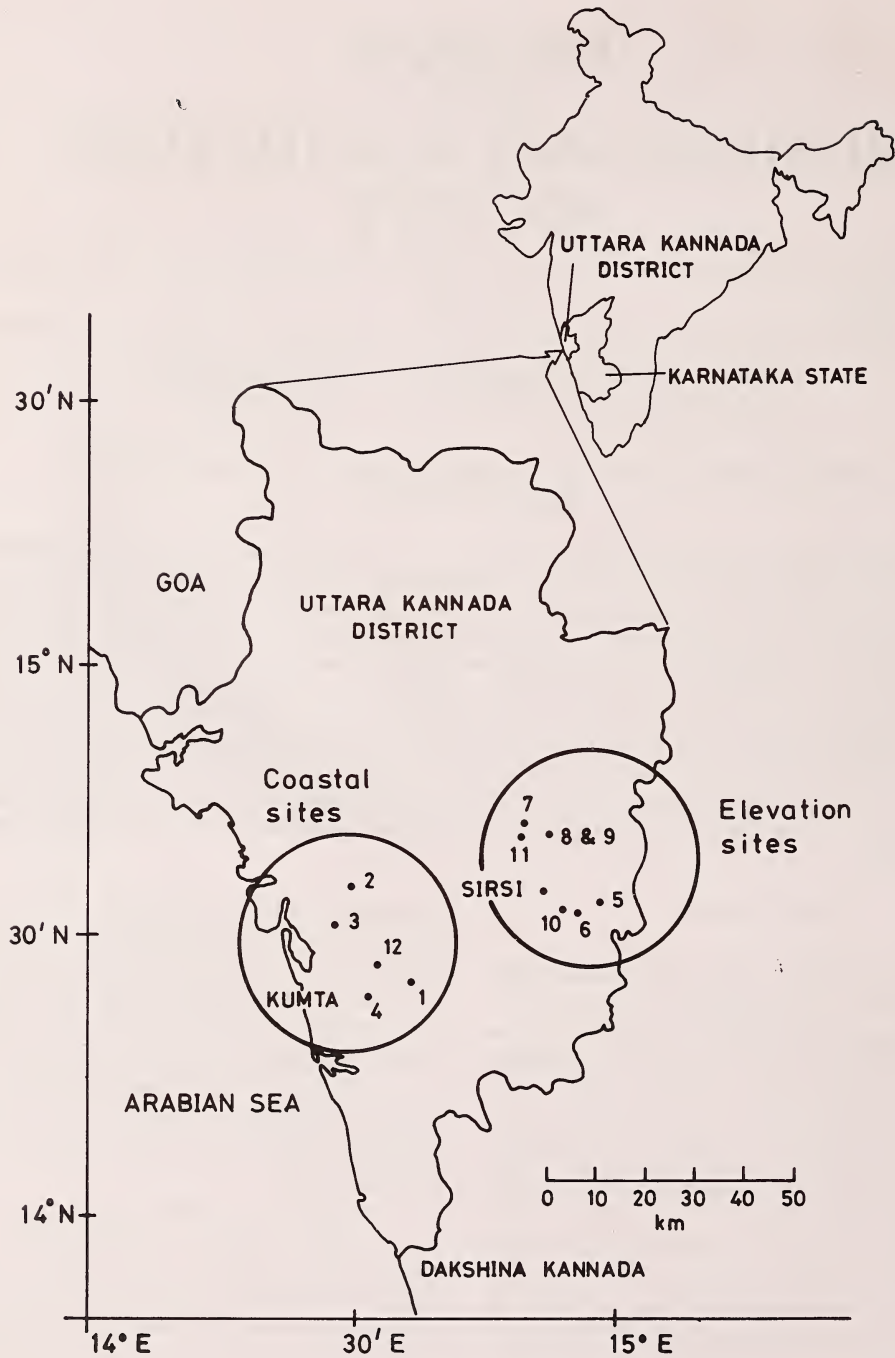 UTTARA KANNADA
DISTRICT
KARNATAKA STATE
30' N
GOA
UTTARA KANNADA
DISTRICT
15° N
Coastal
sites
Elevation
sites
7
8 & 9
11
2
SIRSI
5
10
6
3
30' N
12
KUMTA
4
1
ARABIAN SEA
0 10 20 30 40 50
km
14° N
DAKSHINA KANNADA
14° E
30' E
15° E